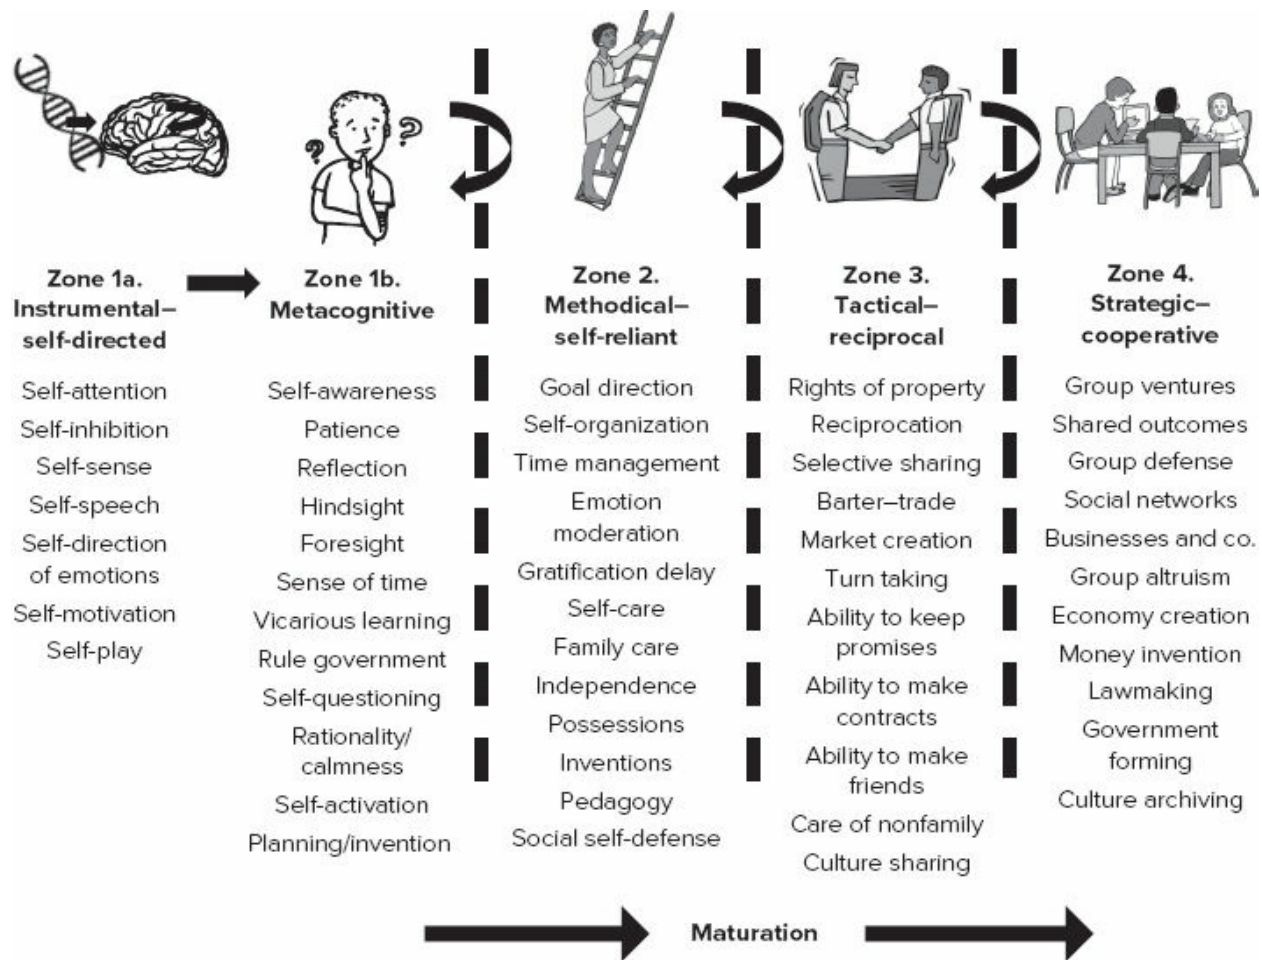 ? ?
Zone 1a.
Instrumental–
self-directed
Self-attention
Self-inhibition
Self-sense
Self-speech
Self-direction
of emotions
Self-motivation
Self-play
Zone 1b.
Metacognitive
Self-awareness
Patience
Reflection
Hindsight
Foresight
Sense of time
Vicarious learning
Rule government
Self-questioning
Rationality/
calmness
Self-activation
Planning/invention
Zone 2.
Methodical–
self-reliant
Goal direction
Self-organization
Time management
Emotion
moderation
Gratification delay
Self-care
Family care
Independence
Possessions
Inventions
Pedagogy
Social self-defense
Zone 3.
Tactical–
reciprocal
Rights of property
Reciprocation
Selective sharing
Barter–trade
Market creation
Turn taking
Ability to keep
promises
Ability to make
contracts
Ability to make
friends
Care of nonfamily
Culture sharing
Zone 4.
Strategic–
cooperative
Group ventures
Shared outcomes
Group defense
Social networks
Businesses and co.
Group altruism
Economy creation
Money invention
Lawmaking
Government
forming
Culture archiving
Maturation